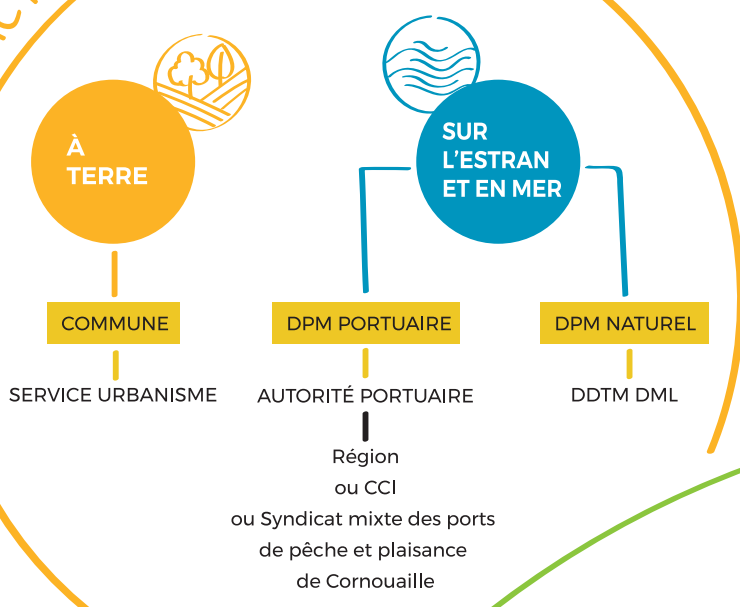 À
TERRE
SUR
L'ESTRAN
ET EN MER
COMMUNE
DPM PORTUAIRE
DPM NATUREL
SERVICE URBANISME
AUTORITÉ PORTUAIRE
DDTM DML
Région
ou CCI
ou Syndicat mixte des ports
de pêche et plaisance
de Cornouaille